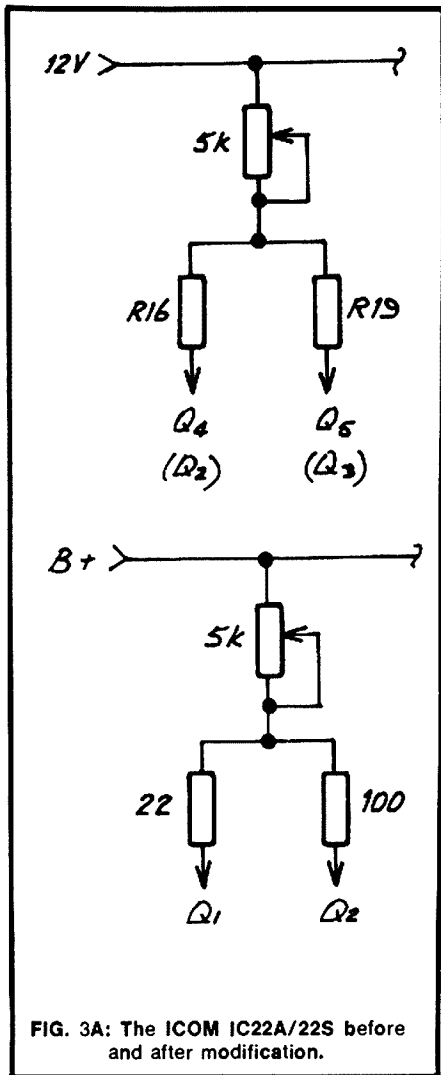 12V
5k
R16 R19
Q4 Q5
(Q2) (Q3)
B+
5k
22 100
Q1 Q2
FIG. 3A: The ICOM IC22A/22S before
and after modification.